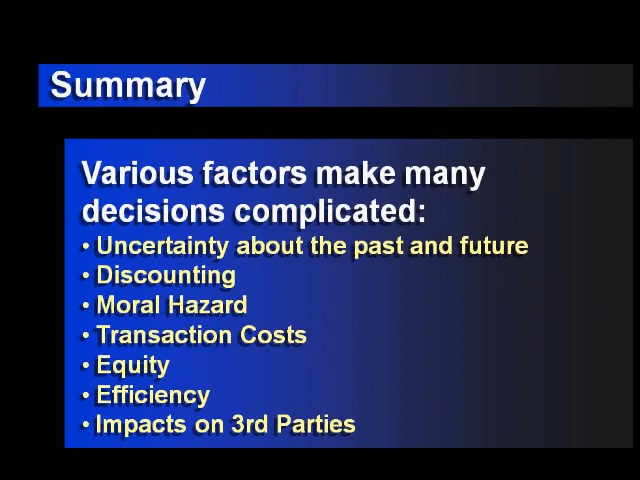 Summary
Various factors make many
decisions complicated:
• Uncertainty about the past and future
• Discounting
• Moral Hazard
• Transaction Costs
• Equity
• Efficiency
• Impacts on 3rd Parties